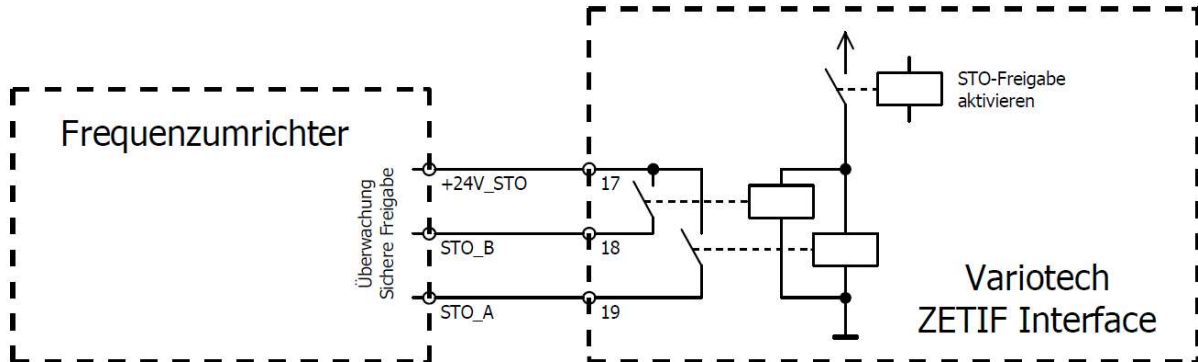 Frequenzumrichter
Überwachung
Sichere Freigabe
+24V_STO
STO_B
STO_A
17
18
19
STO-Freigabe
aktivieren
Variotech
ZETIF Interface